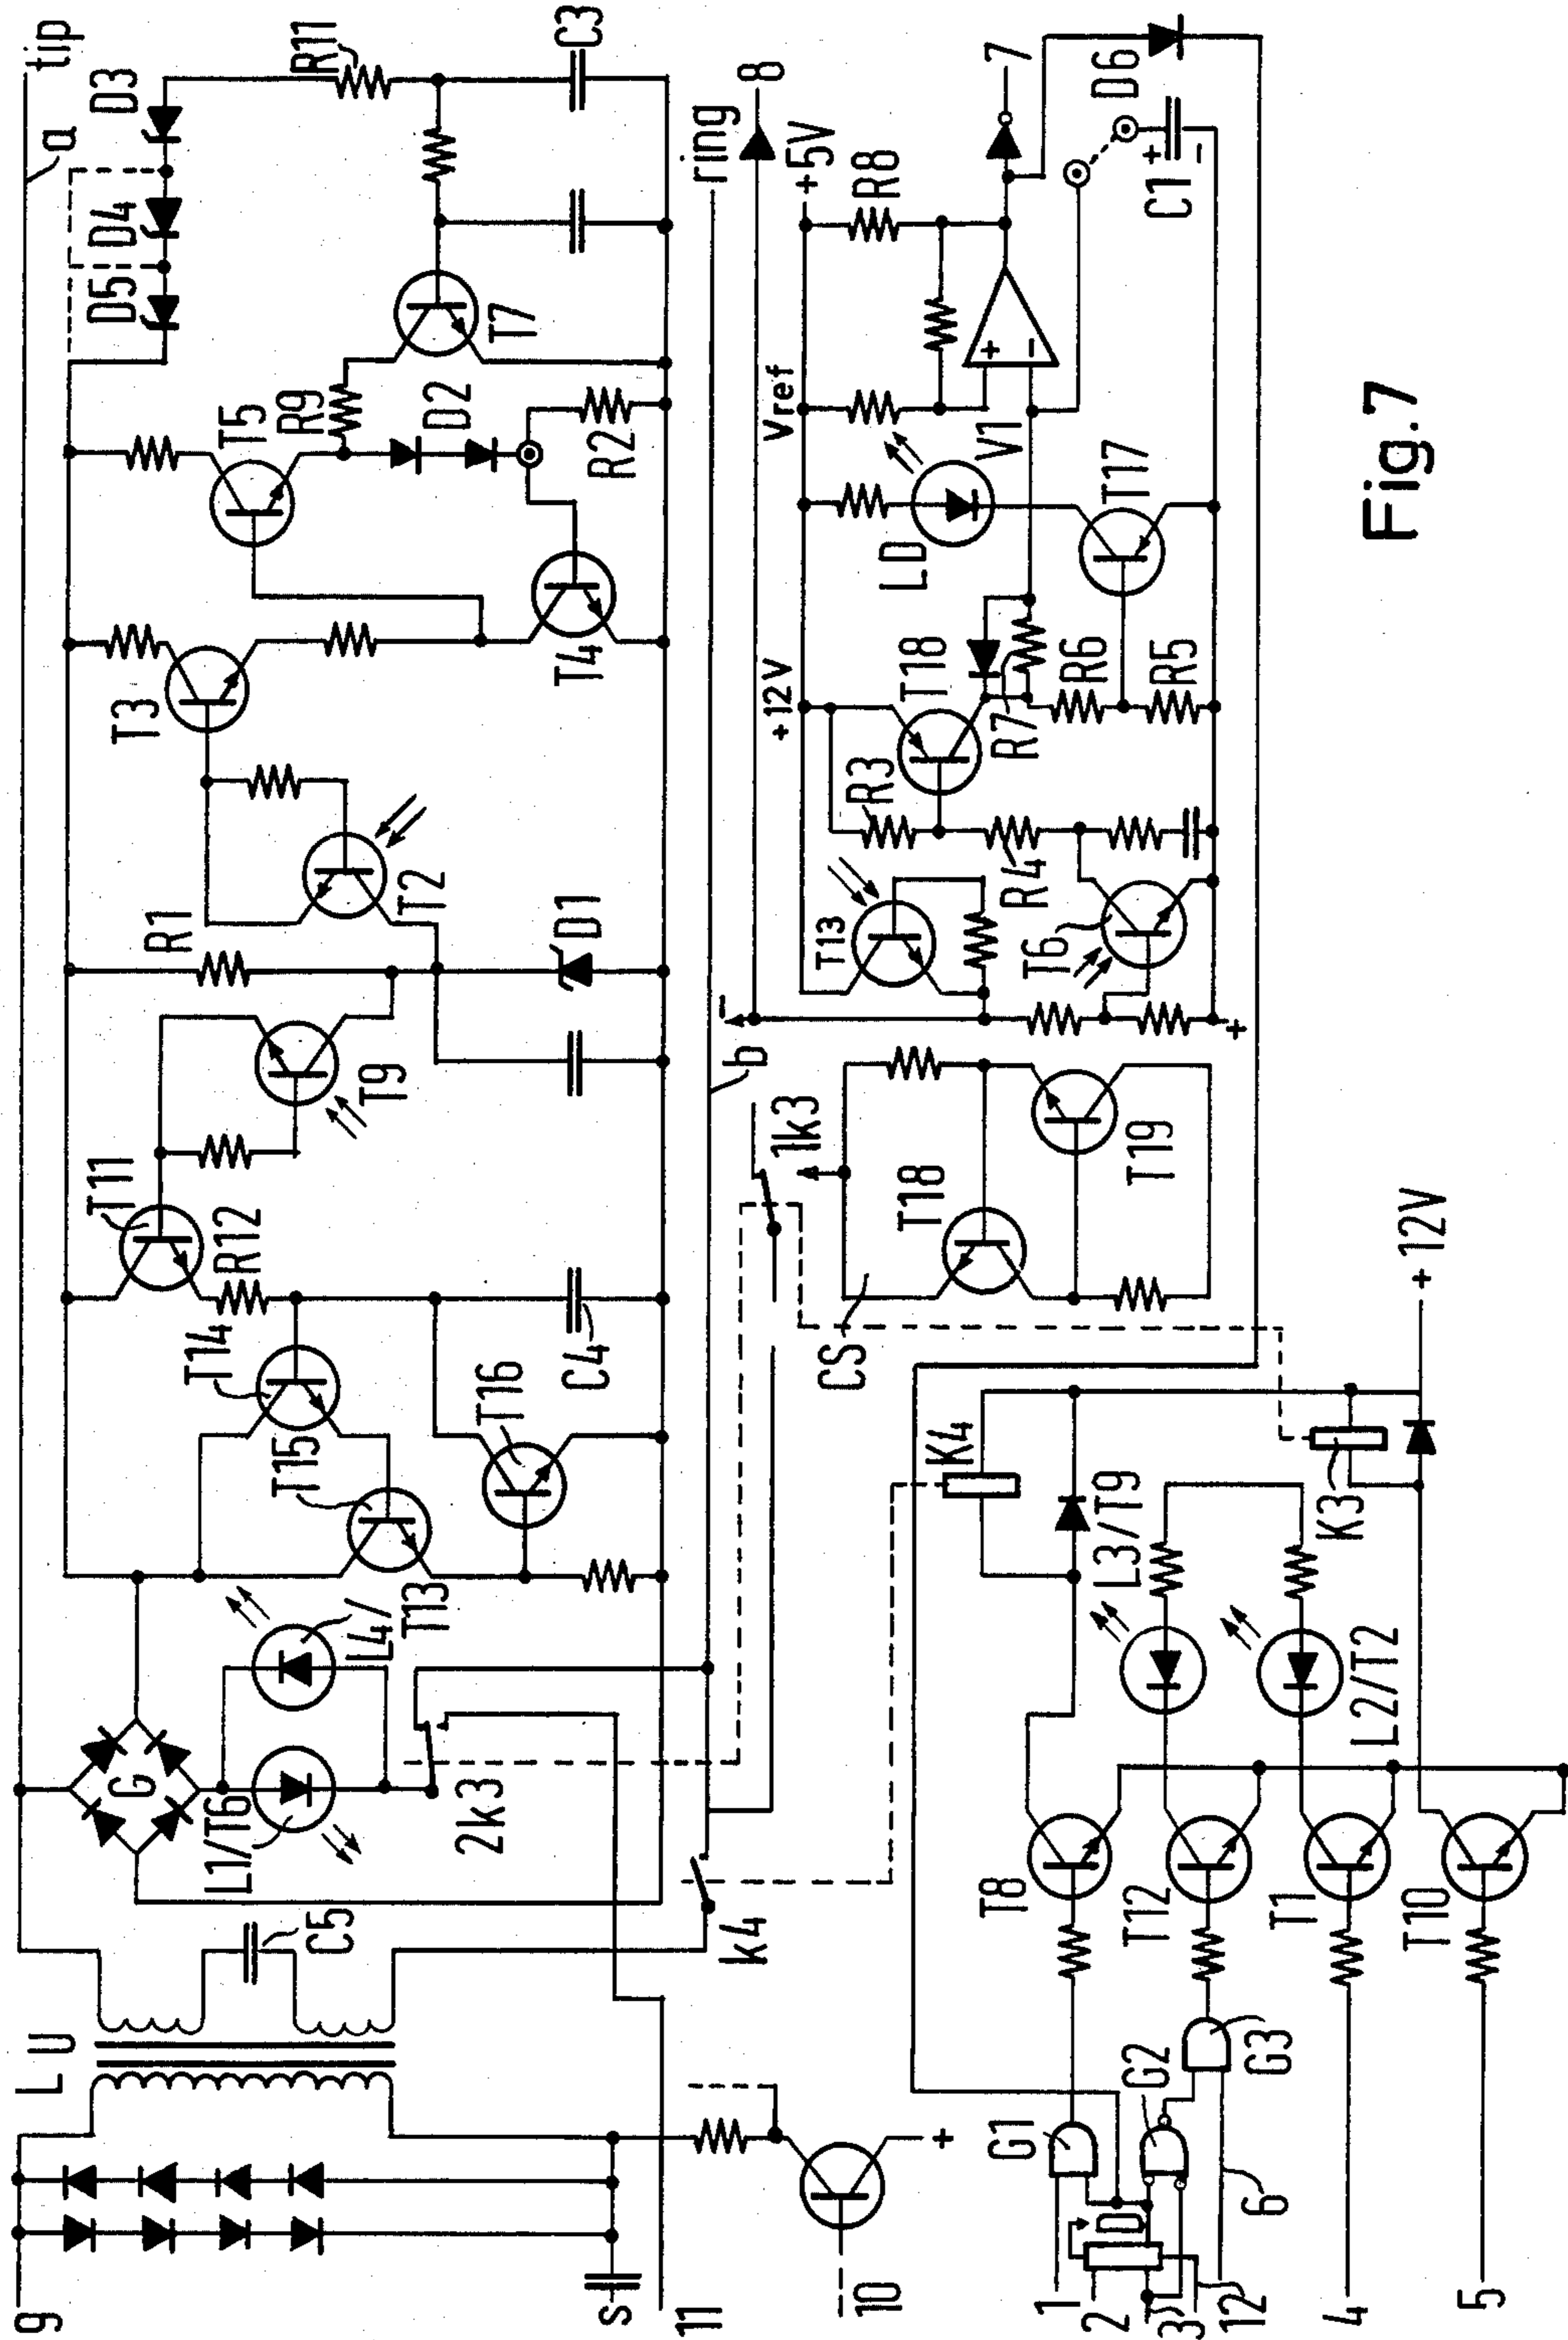 tip
a
D3
D4
D5
R11
C3
T7
R9
D2
T5
R2
T4
T3
T2
R1
D1
T9
T11
R12
T14
T15
T16
C4
L4/
T13
G
L1/T6
2k3
C5
LU
9
s
11
10
+
k4
ring
8
b
-
1k3
+5V
R8
7
D6
C1
+
-
Vref
+
-
V1
LD
T17
+12V
T18
R7
R6
R5
R3
R4
T13
T6
+
T18
T19
CS
K4
L3/T9
L2/T2
K3
+12V
T8
T12
T1
T10
G1
G2
G3
D
1
2
3
12
6
4
5
Fig.7